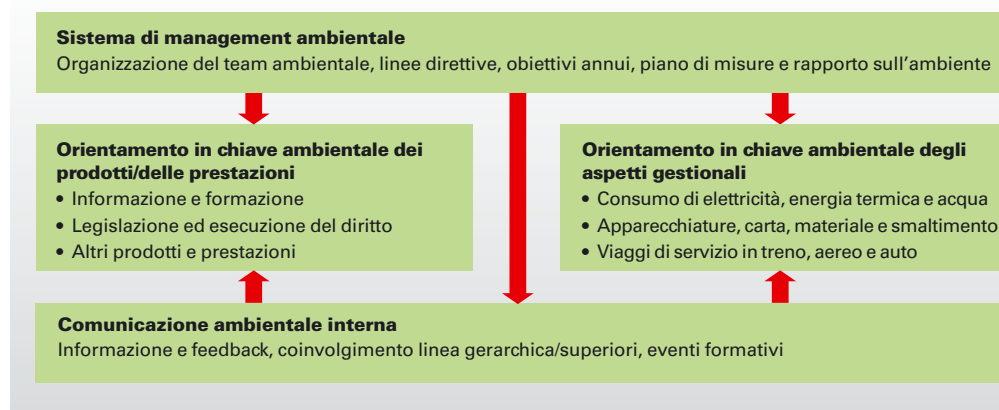 Sistema di management ambientale
Organizzazione del team ambientale, linee direttive, obiettivi annui, piano di misure e rapporto sull’ambiente
Orientamento in chiave ambientale dei
prodotti/delle prestazioni
• Informazione e formazione
• Legislazione ed esecuzione del diritto
• Altri prodotti e prestazioni
Orientamento in chiave ambientale degli
aspetti gestionali
• Consumo di elettricità, energia termica e acqua
• Apparecchiature, carta, materiale e smaltimento
• Viaggi di servizio in treno, aereo e auto
Comunicazione ambientale interna
Informazione e feedback, coinvolgimento linea gerarchica/superiori, eventi formativi